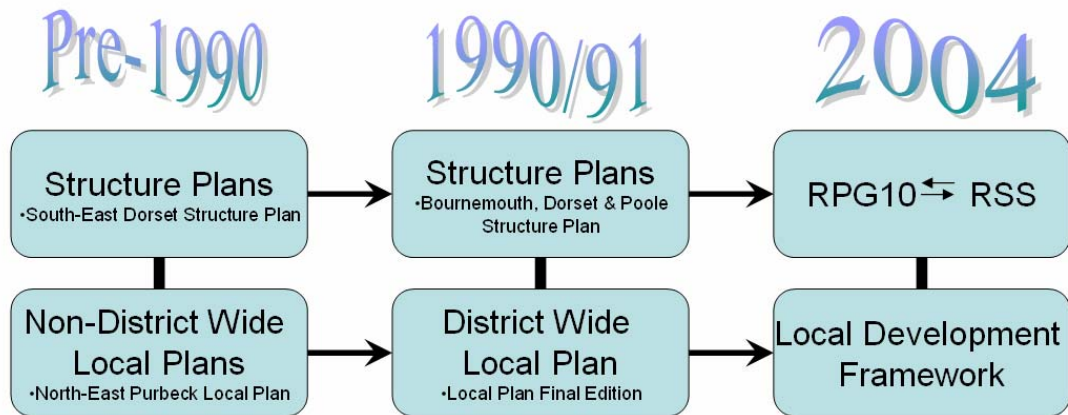 Pre-1990
1990/91
2004
Structure Plans
•South-East Dorset Structure Plan
Structure Plans
•Bournemouth, Dorset & Poole
Structure Plan
RPG10 RSS
Non-District Wide
Local Plans
•North-East Purbeck Local Plan
District Wide
Local Plan
•Local Plan Final Edition
Local Development
Framework